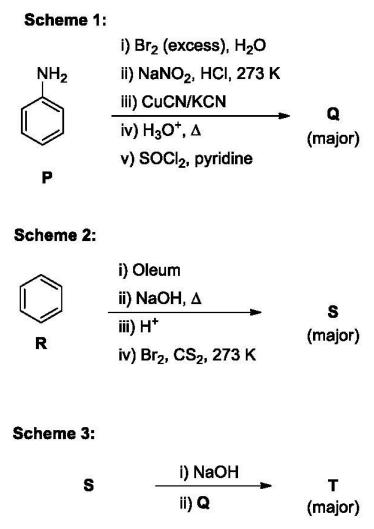 Scheme 1:
i) Br₂ (excess), H₂O
NH₂
ii) NaNO₂, HCl, 273 K
iii) CuCN/KCN
Q
iv) H₃O⁺, Δ
(major)
v) SOCl₂, pyridine
P
Scheme 2:
i) Oleum
ii) NaOH, Δ
S
iii) H⁺
(major)
R
iv) Br₂, CS₂, 273 K
Scheme 3:
i) NaOH
S
T
ii) Q
(major)